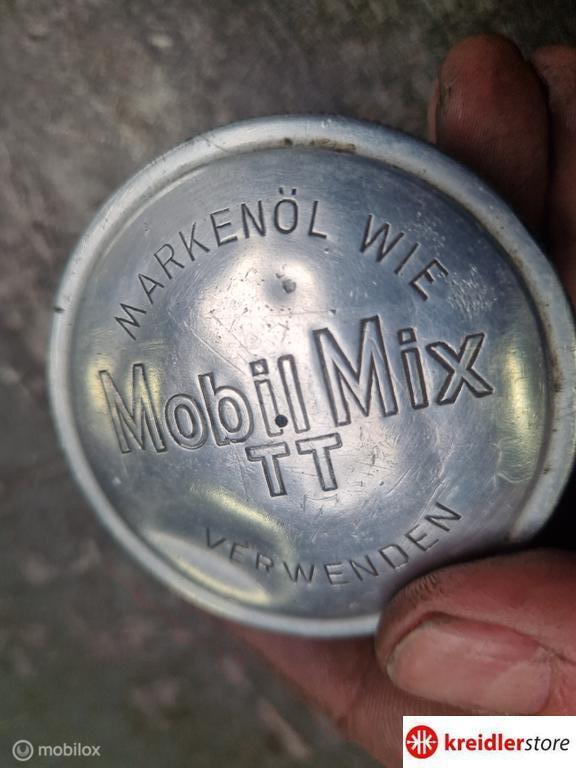 MARKENÖL WIE
Mobil Mix
TT
VERWENDEN
mobilox
kreidlerstore